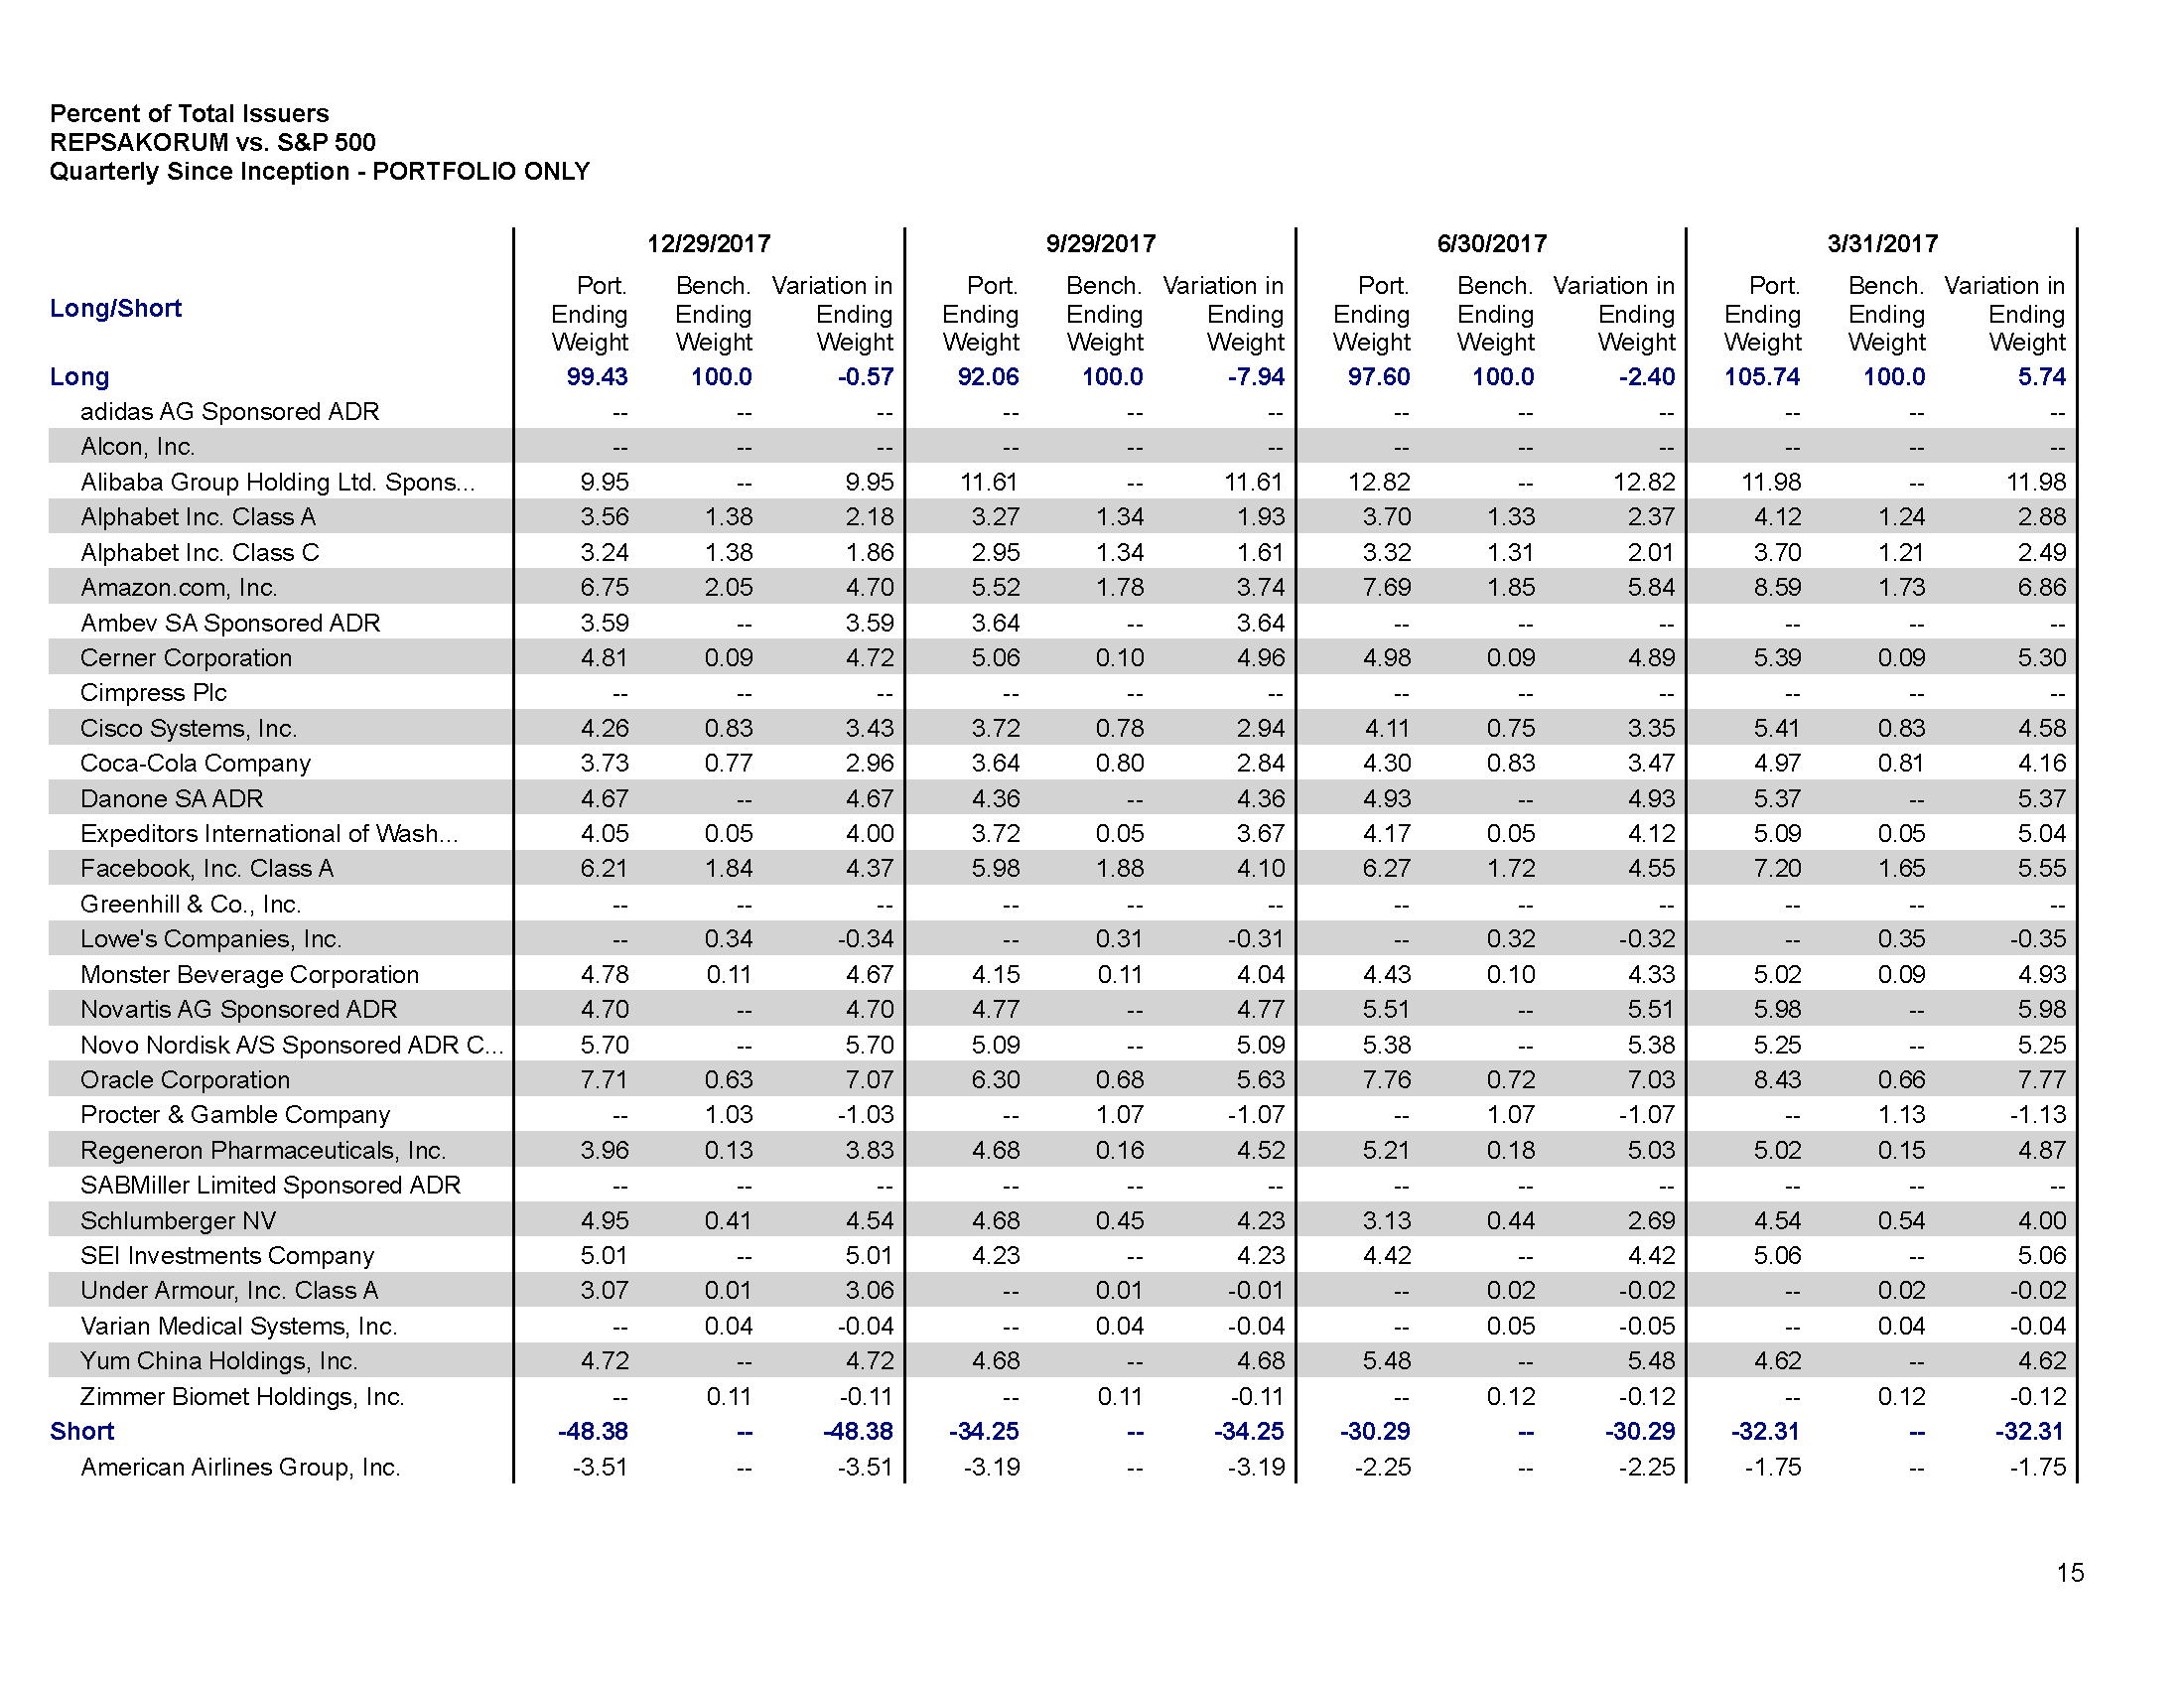 Percent of Total Issuers
REPSAKORUM vs. S&P 500
Quarterly Since Inception - PORTFOLIO ONLY
12/29/2017 9/29/2017 6/30/2017 3/31/2017
Port. Bench. Variation in Port. Bench. Variation in Port. Bench. Variation in Port. Bench. Variation in
Long/Short Ending Ending Ending Ending Ending Ending Ending Ending Ending Ending Ending Ending
Weight Weight Weight Weight Weight Weight Weight Weight Weight Weight Weight Weight
Long 99.43 100.0 -0.57 92.06 100.0 -7.94 97.60 100.0 -2.40 105.74 100.0 5.74
adidas AG Sponsored ADR -- -- -- -- -- -- -- -- -- -- -- --
Alcon, Inc. -- -- -- -- -- -- -- -- -- -- -- --
Alibaba Group Holding Ltd. Spons... 9.95 -- 9.95 11.61 -- 11.61 12.82 -- 12.82 11.98 -- 11.98
Alphabet Inc. Class A 3.56 1.38 2.18 3.27 1.34 1.93 3.70 1.33 2.37 4.12 1.24 2.88
Alphabet Inc. Class C 3.24 1.38 1.86 2.95 1.34 1.61 3.32 1.31 2.01 3.70 1.21 2.49
Amazon.com, Inc. 6.75 2.05 4.70 5.52 1.78 3.74 7.69 1.85 5.84 8.59 1.73 6.86
Ambev SA Sponsored ADR 3.59 -- 3.59 3.64 -- 3.64 -- -- -- -- -- --
Cerner Corporation 4.81 0.09 4.72 5.06 0.10 4.96 4.98 0.09 4.89 5.39 0.09 5.30
Cimpress Plc -- -- -- -- -- -- -- -- -- -- -- --
Cisco Systems, Inc. 4.26 0.83 3.43 3.72 0.78 2.94 4.11 0.75 3.35 5.41 0.83 4.58
Coca-Cola Company 3.73 0.77 2.96 3.64 0.80 2.84 4.30 0.83 3.47 4.97 0.81 4.16
Danone SA ADR 4.67 -- 4.67 4.36 -- 4.36 4.93 -- 4.93 5.37 -- 5.37
Expeditors International of Wash... 4.05 0.05 4.00 3.72 0.05 3.67 4.17 0.05 4.12 5.09 0.05 5.04
Facebook, Inc. Class A 6.21 1.84 4.37 5.98 1.88 4.10 6.27 1.72 4.55 7.20 1.65 5.55
Greenhill & Co., Inc. -- -- -- -- -- -- -- -- -- -- -- --
Lowe's Companies, Inc. -- 0.34 -0.34 -- 0.31 -0.31 -- 0.32 -0.32 -- 0.35 -0.35
Monster Beverage Corporation 4.78 0.11 4.67 4.15 0.11 4.04 4.43 0.10 4.33 5.02 0.09 4.93
Novartis AG Sponsored ADR 4.70 -- 4.70 4.77 -- 4.77 5.51 -- 5.51 5.98 -- 5.98
Novo Nordisk A/S Sponsored ADR C... 5.70 -- 5.70 5.09 -- 5.09 5.38 -- 5.38 5.25 -- 5.25
Oracle Corporation 7.71 0.63 7.07 6.30 0.68 5.63 7.76 0.72 7.03 8.43 0.66 7.77
Procter & Gamble Company -- 1.03 -1.03 -- 1.07 -1.07 -- 1.07 -1.07 -- 1.13 -1.13
Regeneron Pharmaceuticals, Inc. 3.96 0.13 3.83 4.68 0.16 4.52 5.21 0.18 5.03 5.02 0.15 4.87
SABMiller Limited Sponsored ADR -- -- -- -- -- -- -- -- -- -- -- --
Schlumberger NV 4.95 0.41 4.54 4.68 0.45 4.23 3.13 0.44 2.69 4.54 0.54 4.00
SEI Investments Company 5.01 -- 5.01 4.23 -- 4.23 4.42 -- 4.42 5.06 -- 5.06
Under Armour, Inc. Class A 3.07 0.01 3.06 -- 0.01 -0.01 -- 0.02 -0.02 -- 0.02 -0.02
Varian Medical Systems, Inc. -- 0.04 -0.04 -- 0.04 -0.04 -- 0.05 -0.05 -- 0.04 -0.04
Yum China Holdings, Inc. 4.72 -- 4.72 4.68 -- 4.68 5.48 -- 5.48 4.62 -- 4.62
Zimmer Biomet Holdings, Inc. -- 0.11 -0.11 -- 0.11 -0.11 -- 0.12 -0.12 -- 0.12 -0.12
Short -48.38 -- -48.38 -34.25 -- -34.25 -30.29 -- -30.29 -32.31 -- -32.31
American Airlines Group, Inc. -3.51 -- -3.51 -3.19 -- -3.19 -2.25 -- -2.25 -1.75 -- -1.75
15